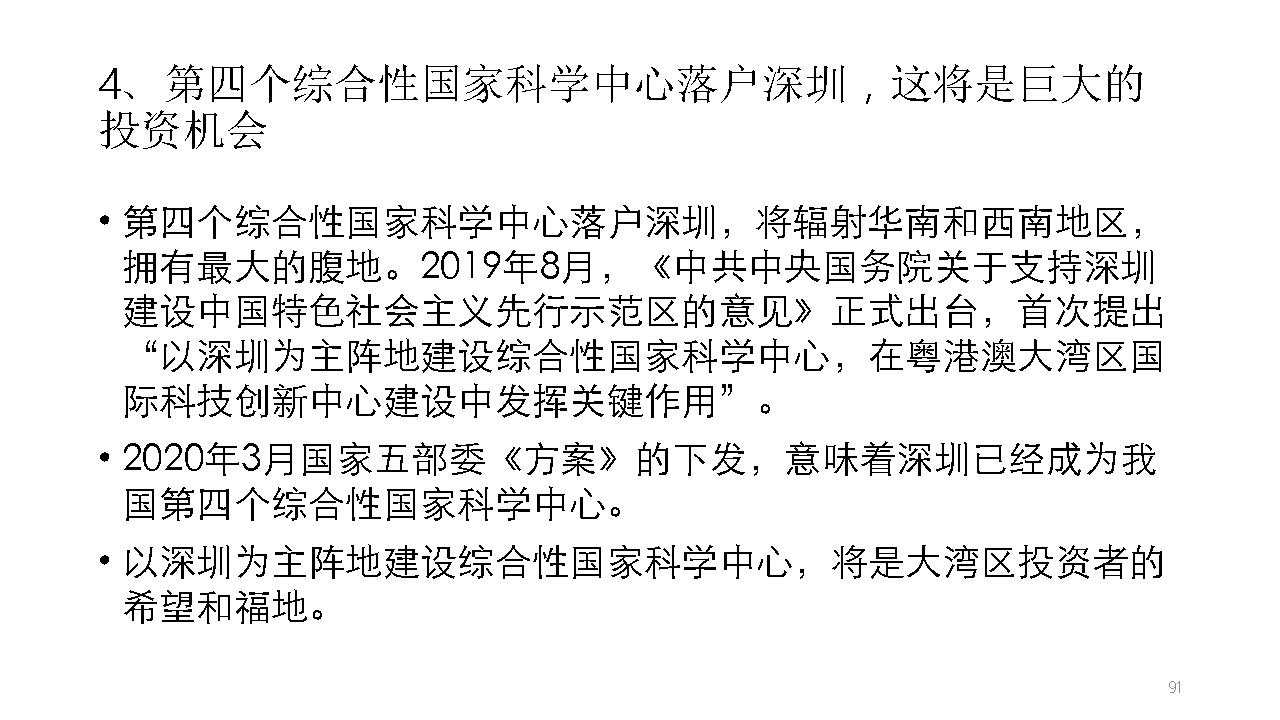 4、第四个综合性国家科学中心落户深圳，这将是巨大的
投资机会
• 第四个综合性国家科学中心落户深圳，将辐射华南和西南地区，
拥有最大的腹地。2019年8月，《中共中央国务院关于支持深圳
建设中国特色社会主义先行示范区的意见》正式出台，首次提出
“以深圳为主阵地建设综合性国家科学中心，在粤港澳大湾区国
际科技创新中心建设中发挥关键作用”。
• 2020年3月国家五部委《方案》的下发，意味着深圳已经成为我
国第四个综合性国家科学中心。
• 以深圳为主阵地建设综合性国家科学中心，将是大湾区投资者的
希望和福地。
91